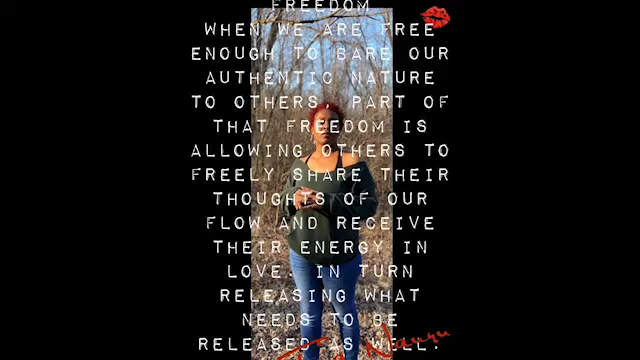 FREEDOM
WHEN WE ARE FREE
ENOUGH TO BARE OUR
AUTHENTIC NATURE
TO OTHERS, PART OF
THAT FREEDOM IS
ALLOWING OTHERS TO
FREELY SHARE THEIR
THOUGHTS OF OUR
FLOW AND RECEIVE
THEIR ENERGY IN
LOVE. IN TURN
RELEASING WHAT
NEEDS TO BE
RELEASED AS WELL.